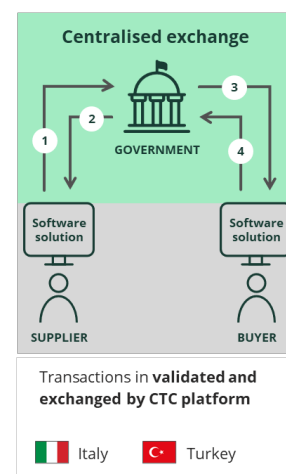 Centralised exchange
3
2
1
GOVERNMENT
4
Software
solution
Software
solution
SUPPLIER
BUYER
Transactions in validated and
exchanged by CTC platform
Italy
Turkey